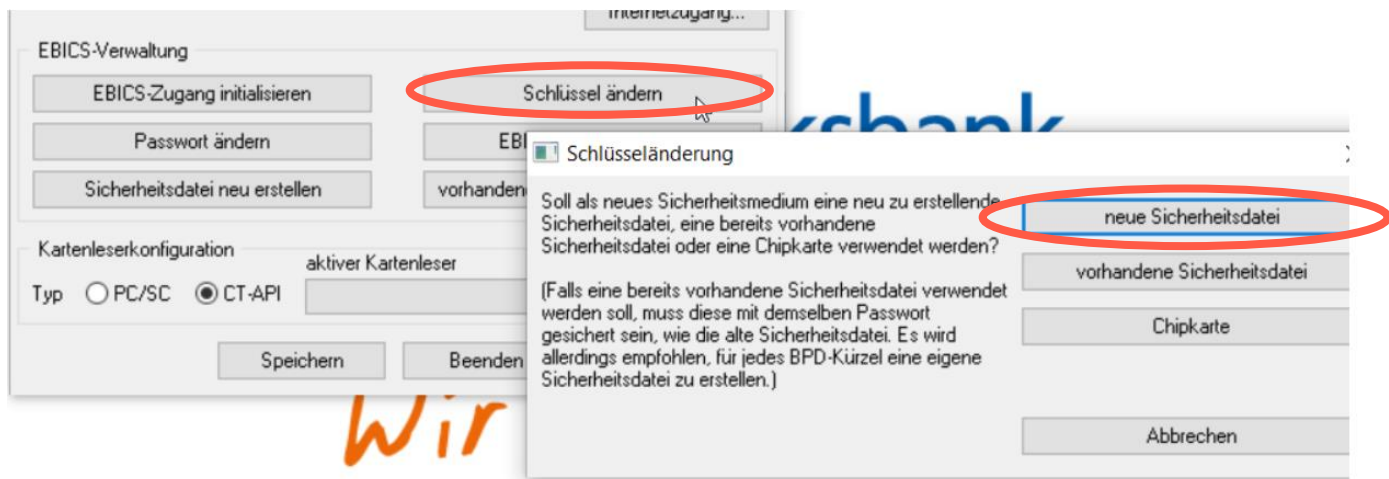 Internetzugang...
EBICS-Verwaltung
EBICS-Zugang initialisieren
Schlüssel ändern
Passwort ändern
EBI
Sicherheitsdatei neu erstellen
vorhanden
Kartenleserkonfiguration
aktiver Kartenleser
Typ PC/SC CT-API
Speichern
Beenden
ksbank
Schlüsseländerung
Soll als neues Sicherheitsmedium eine neu zu erstellende
Sicherheitsdatei, eine bereits vorhandene
Sicherheitsdatei oder eine Chipkarte verwendet werden?
(Falls eine bereits vorhandene Sicherheitsdatei verwendet
werden soll, muss diese mit demselben Passwort
gesichert sein, wie die alte Sicherheitsdatei. Es wird
allerdings empfohlen, für jedes BPD-Kürzel eine eigene
Sicherheitsdatei zu erstellen.)
neue Sicherheitsdatei
vorhandene Sicherheitsdatei
Chipkarte
Abbrechen
Wir